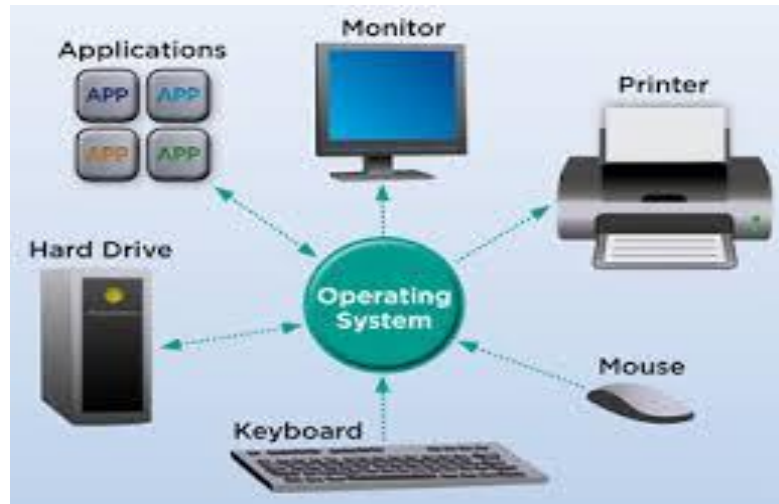 Monitor
Applications
Printer
APP APP
APP APP
Hard Drive
Operating
System
Mouse
Keyboard